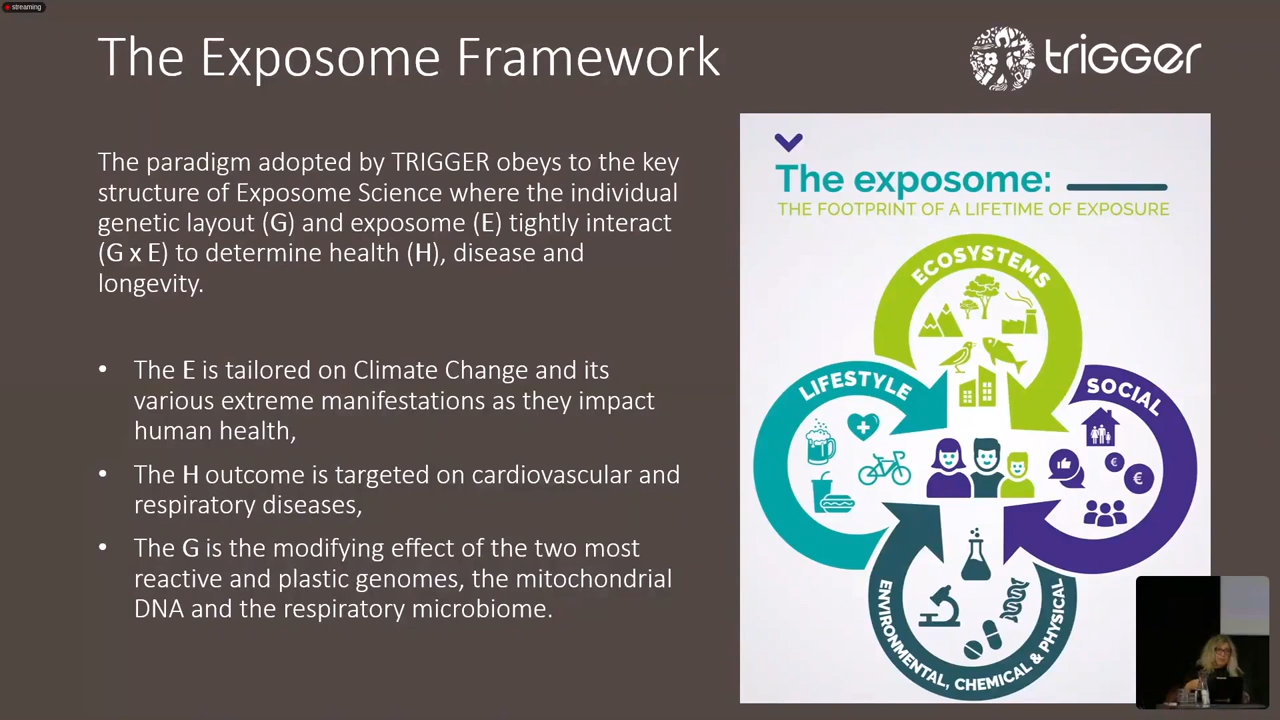 streaming
The Exposome Framework
trigger
The paradigm adopted by TRIGGER obeys to the key
structure of Exposome Science where the individual
genetic layout (G) and exposome (E) tightly interact
(G x E) to determine health (H), disease and
longevity.
• The E is tailored on Climate Change and its
various extreme manifestations as they impact
human health,
• The H outcome is targeted on cardiovascular and
respiratory diseases,
• The G is the modifying effect of the two most
reactive and plastic genomes, the mitochondrial
DNA and the respiratory microbiome.
The exposome:
THE FOOTPRINT OF A LIFETIME OF EXPOSURE
ECOSYSTEMS
LIFESTYLE
SOCIAL
€
€
ENVIRONMENTAL, CHEMICAL & PHYSICAL